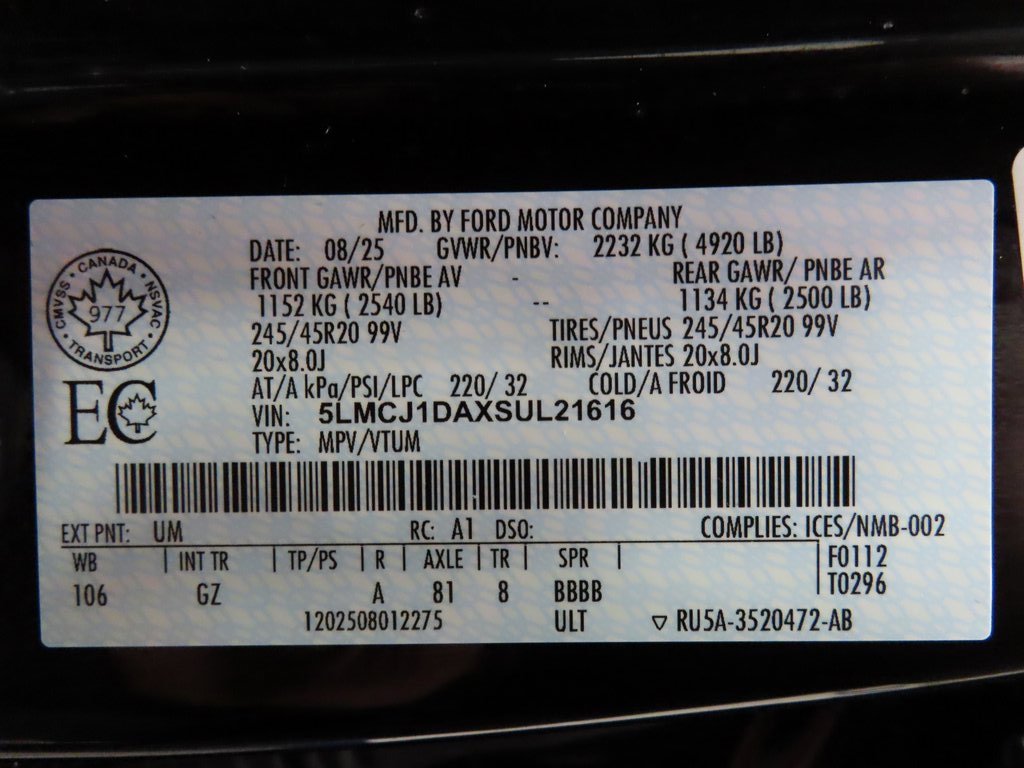 MFD. BY FORD MOTOR COMPANY
DATE: 08/25 GVWR/PNBV: 2232 KG ( 4920 LB)
FRONT GAWR/PNBE AV - REAR GAWR/ PNBE AR
1152 KG ( 2540 LB) -- 1134 KG ( 2500 LB)
245/45R20 99V TIRES/PNEUS 245/45R20 99V
20x8.0J RIMS/JANTES 20x8.0J
AT/A kPa/PSI/LPC 220/ 32 COLD/A FROID 220/ 32
VIN: 5LMCJ1DAXSUL21616
TYPE: MPV/VTUM
CANADA
CMVSS • NSVAC
977
TRANSPORT
EC
EXT PNT: UM RC: A1 DSO: COMPLIES: ICES/NMB-002
WB | INT TR | TP/PS | R | AXLE | TR | SPR | F0112
106 GZ A 81 8 BBBB T0296
1202508012275 ULT ▽ RU5A-3520472-AB